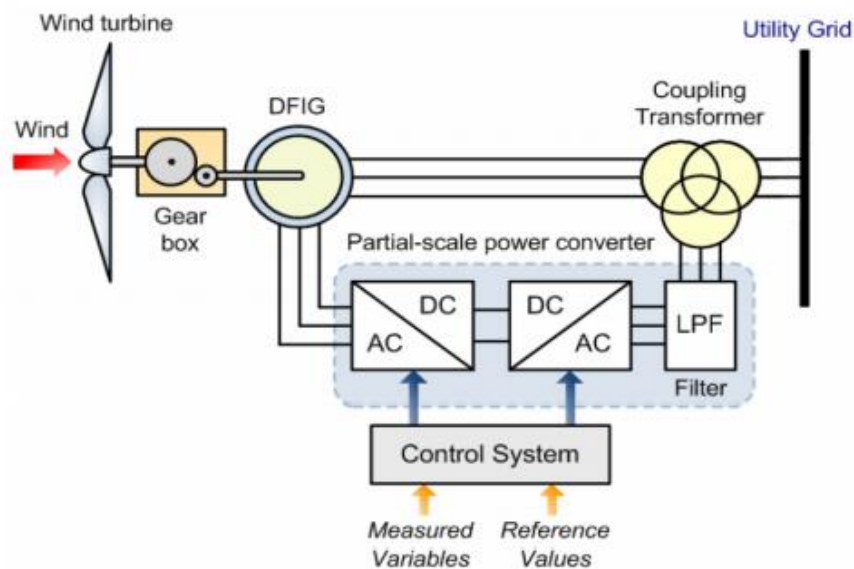 Wind turbine
Utility Grid
DFIG
Coupling
Transformer
Wind
Gear
box
Partial-scale power converter
DC
AC
DC
AC
LPF
Filter
Control System
Measured
Variables
Reference
Values